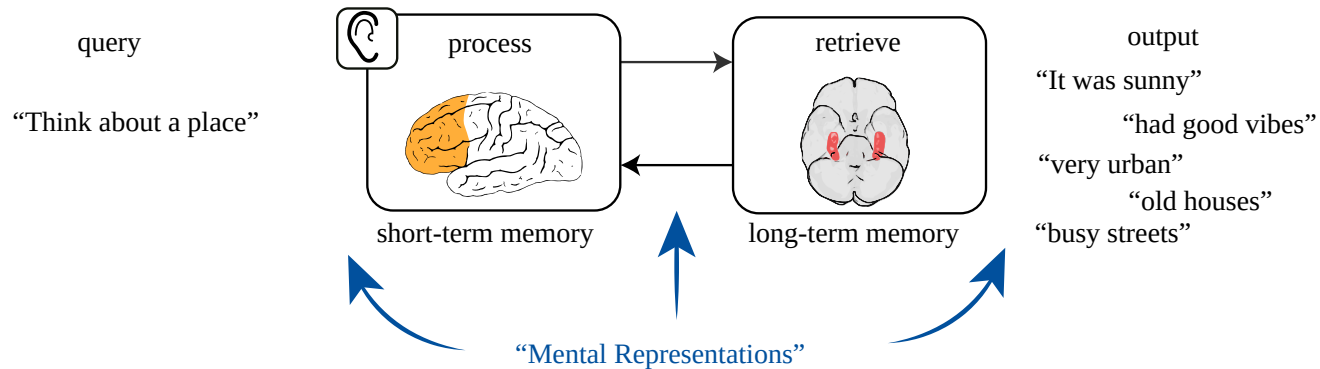 query
process
retrieve
output
“Think about a place”
“It was sunny”
“had good vibes”
“very urban”
“old houses”
“busy streets”
short-term memory
long-term memory
“Mental Representations”